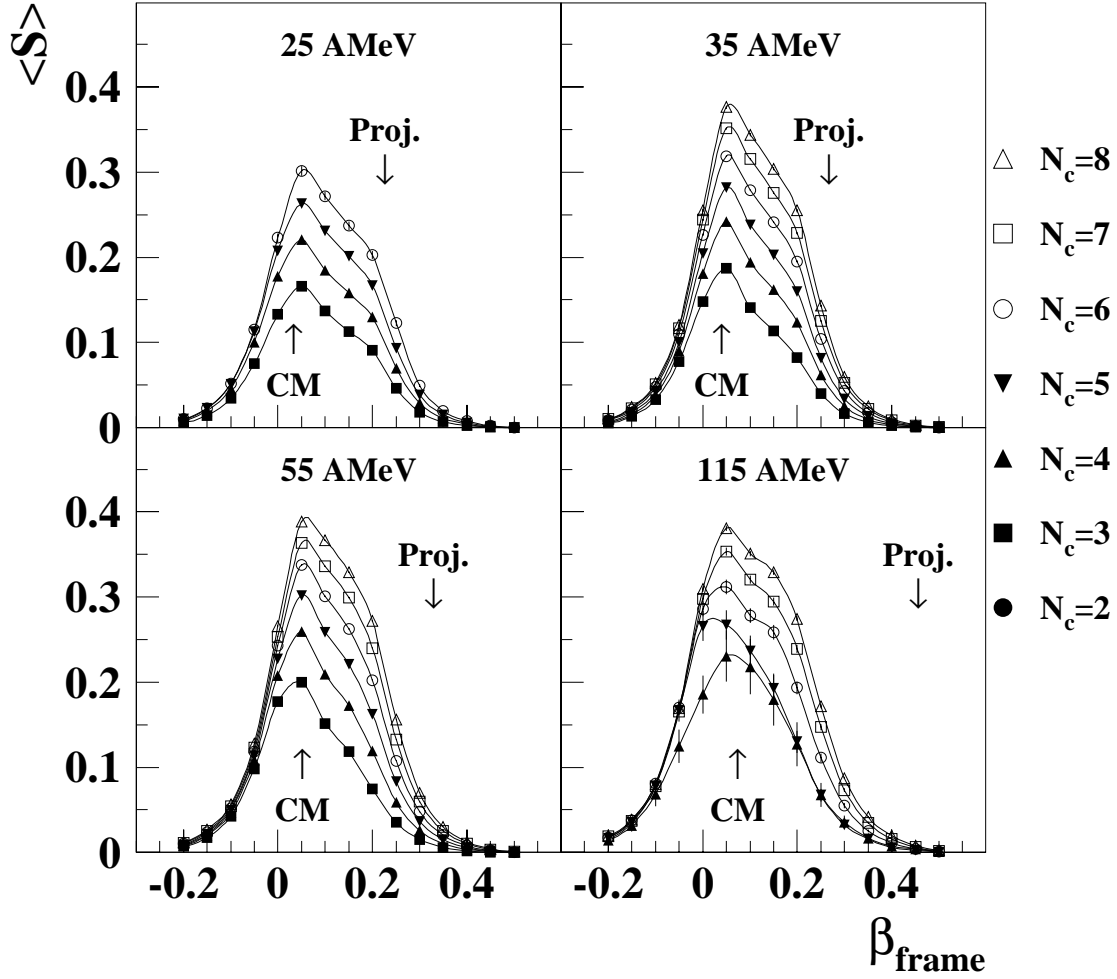 <S>
25 AMeV
35 AMeV
0.4
0.3
0.2
0.1
0
Proj.
↓
CM
↑
Proj.
↓
CM
↑
55 AMeV
115 AMeV
0.4
0.3
0.2
0.1
0
Proj.
↓
CM
↑
Proj.
↓
CM
↑
-0.2 0 0.2 0.4
-0.2 0 0.2 0.4
β_frame
△ N_c=8
□ N_c=7
○ N_c=6
▼ N_c=5
▲ N_c=4
■ N_c=3
● N_c=2